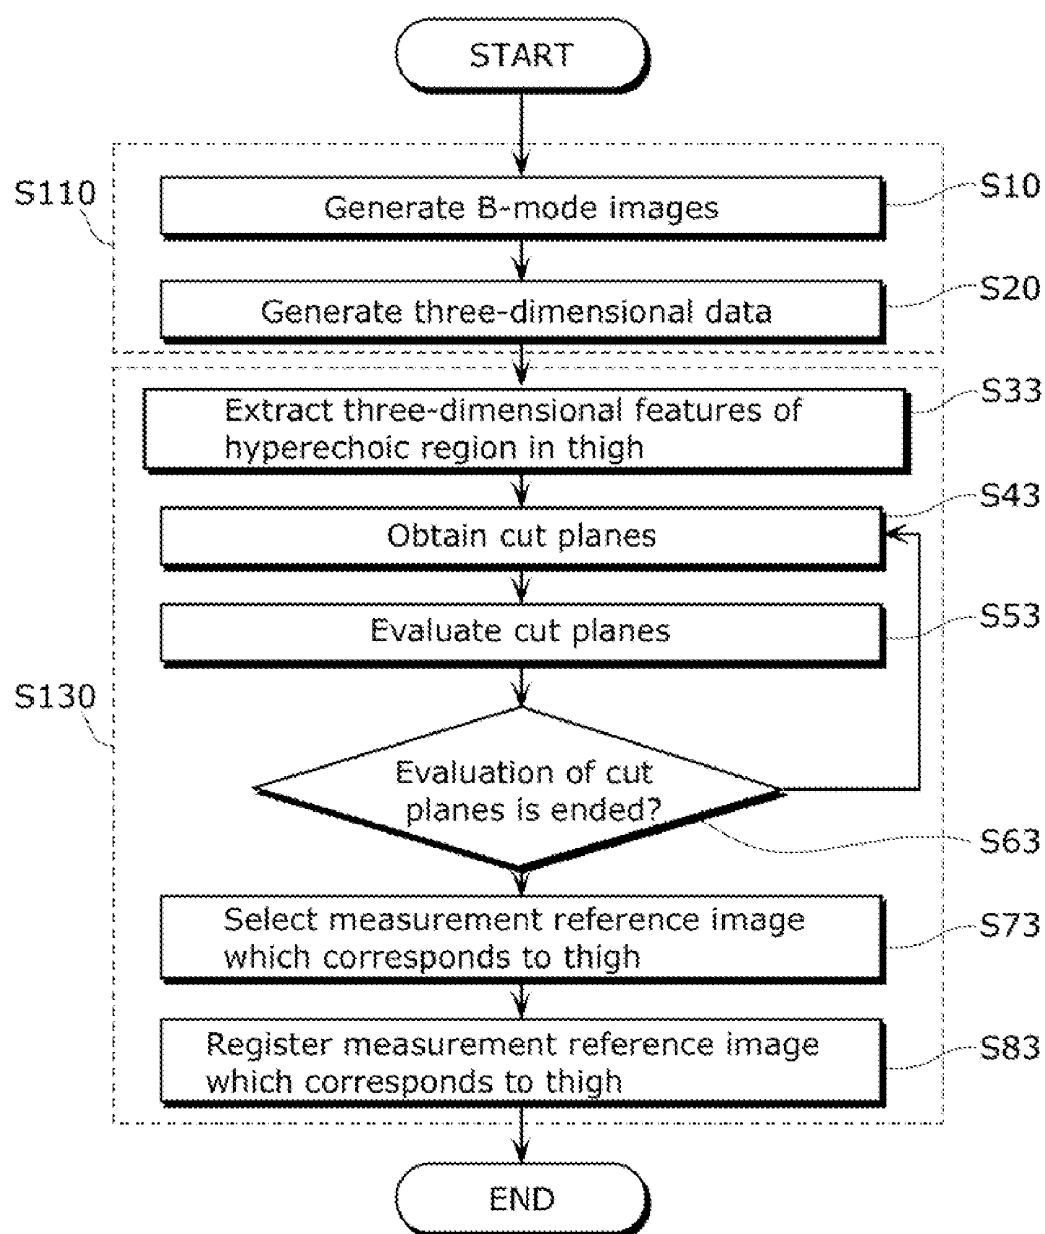 START
S110
S10
Generate B-mode images
S20
Generate three-dimensional data
S33
Extract three-dimensional features of
hyperechoic region in thigh
S43
Obtain cut planes
S53
Evaluate cut planes
S130
Evaluation of cut
planes is ended?
S63
Select measurement reference image
which corresponds to thigh
S73
Register measurement reference image
which corresponds to thigh
S83
END